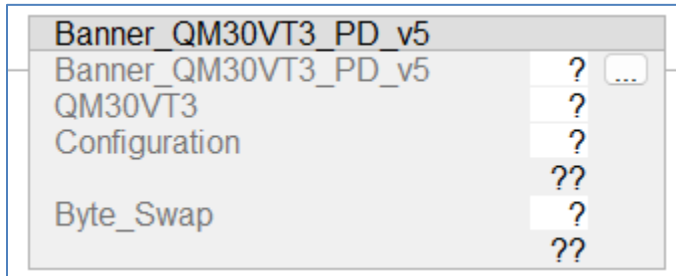 Banner_QM30VT3_PD_v5
Banner_QM30VT3_PD_v5 ? ...
QM30VT3 ?
Configuration ?
??
Byte_Swap ?
??